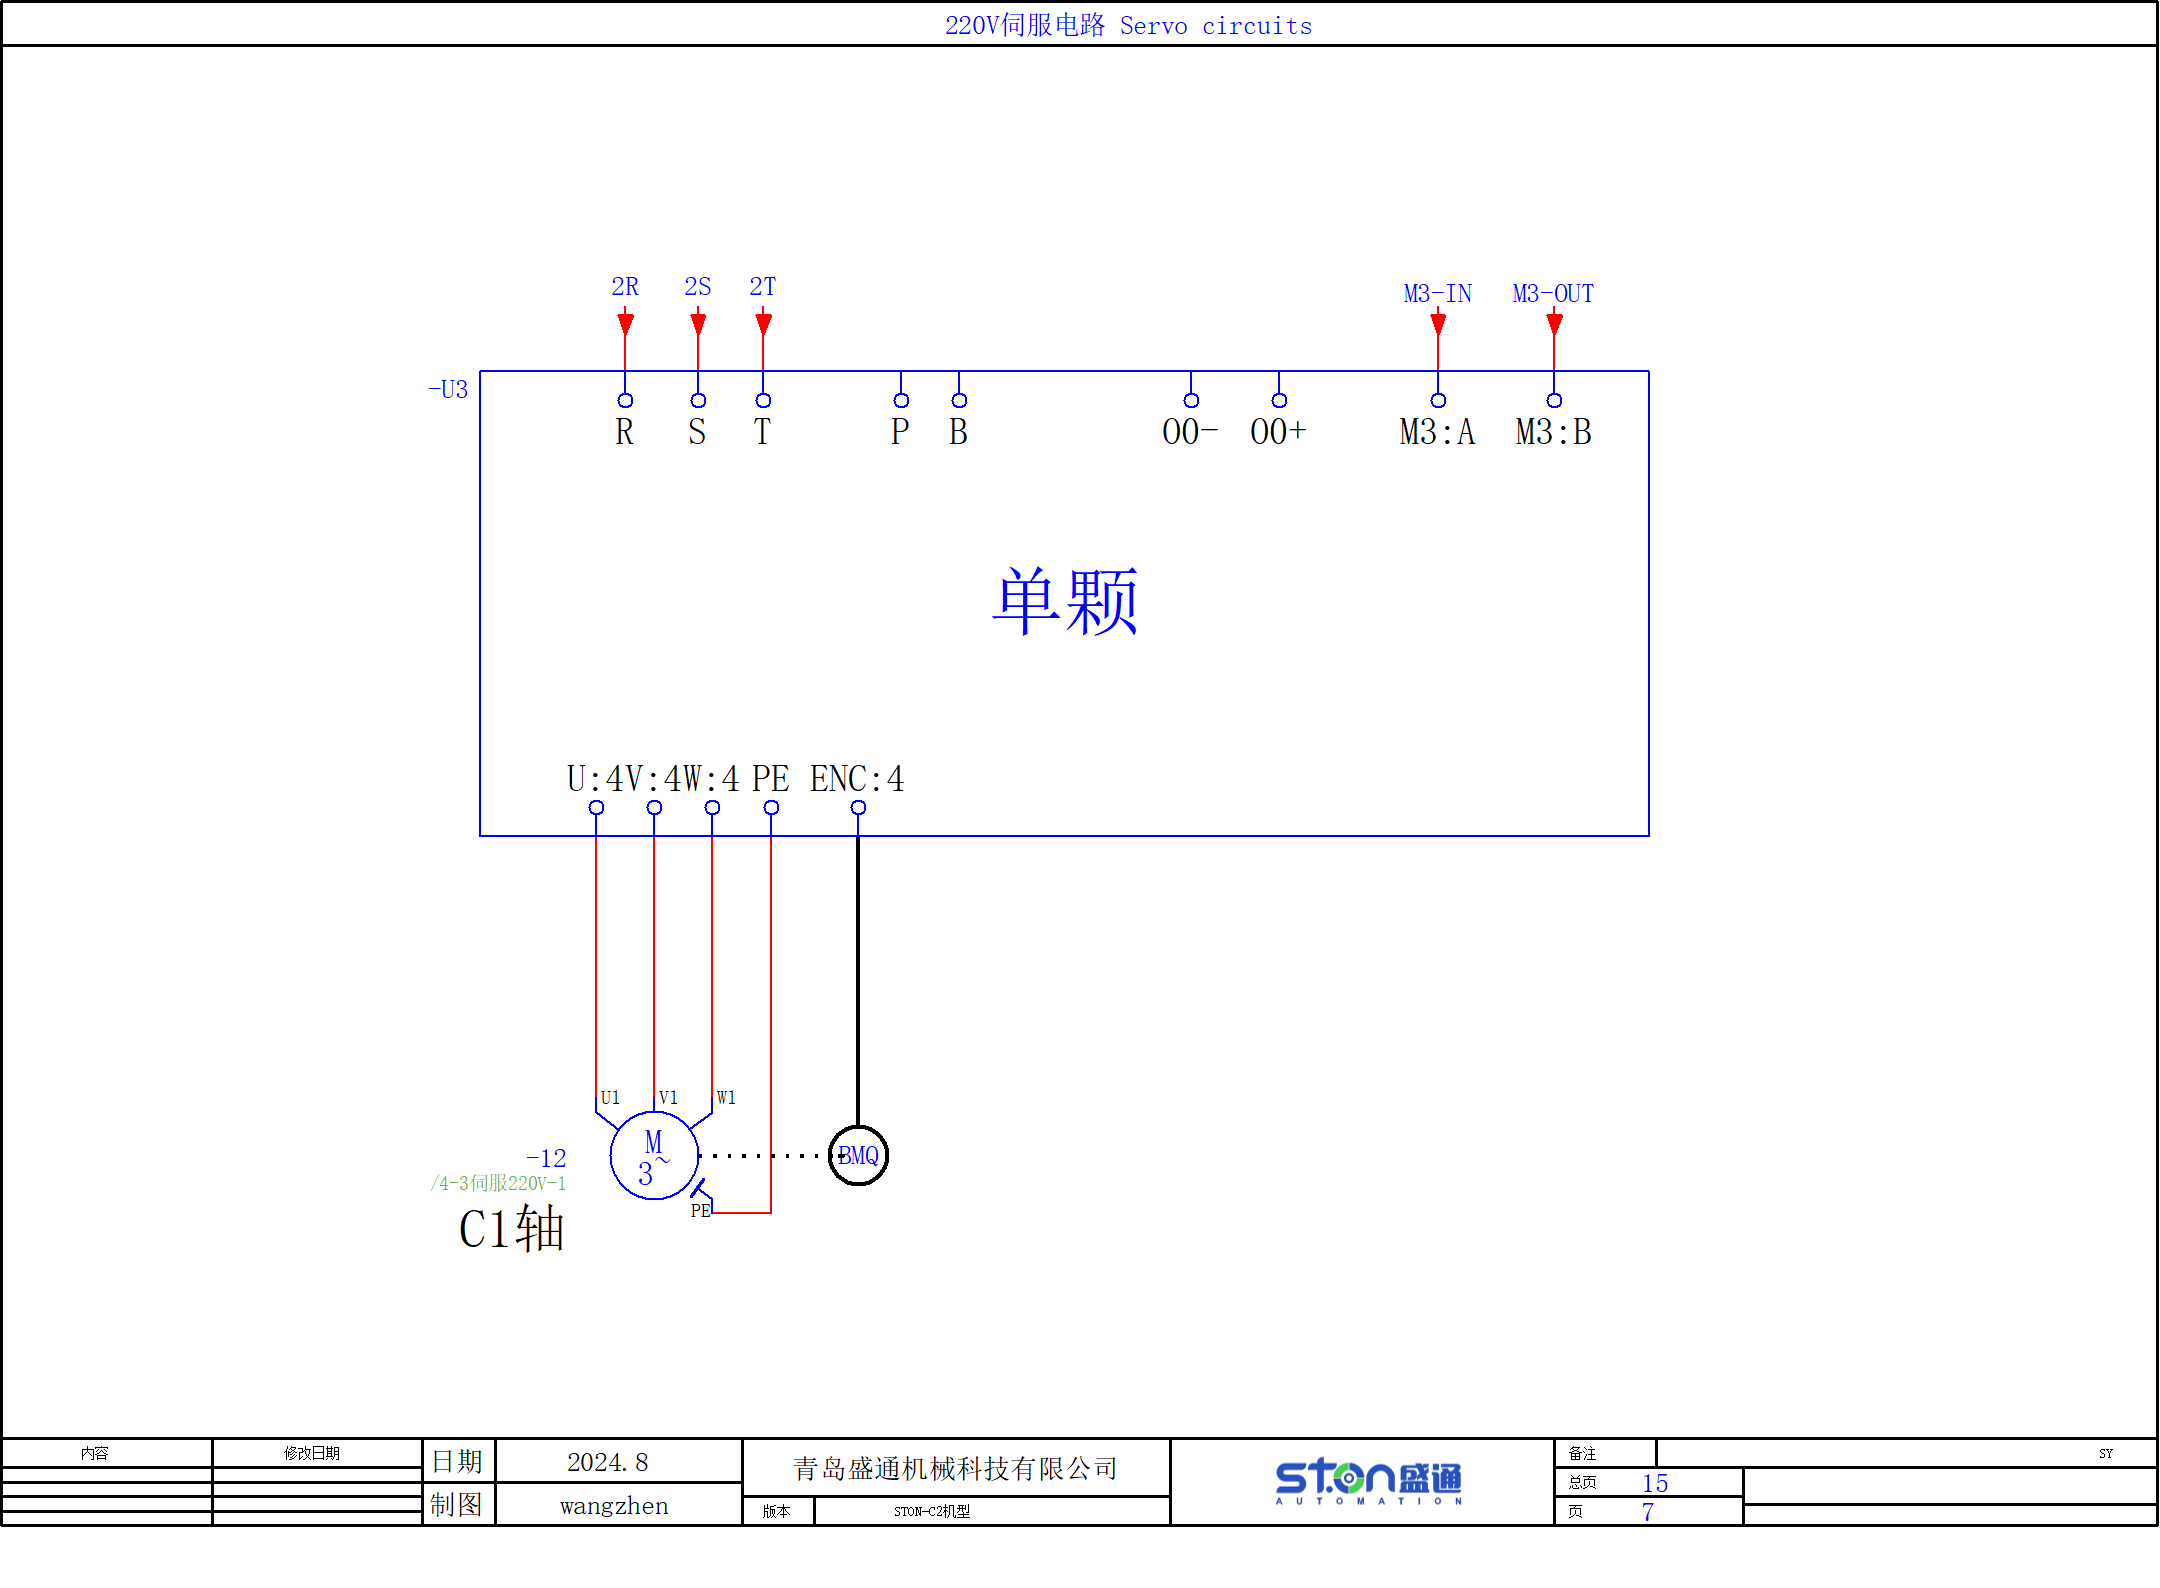 220V伺服电路 Servo circuits
2R 2S 2T M3-IN M3-OUT
-U3
R S T P B OO- OO+ M3:A M3:B
单颗
U:4 V:4 W:4 PE ENC:4
U1 V1 W1
M
3~
BMQ
-12
/4-3伺服220V-1
PE
C1轴
内容 修改日期
日期 2024.8
制图 wangzhen
青岛盛通机械科技有限公司
版本 STON-C2机型
STON盛通
AUTOMATION
备注 SY
总页 15
页 7